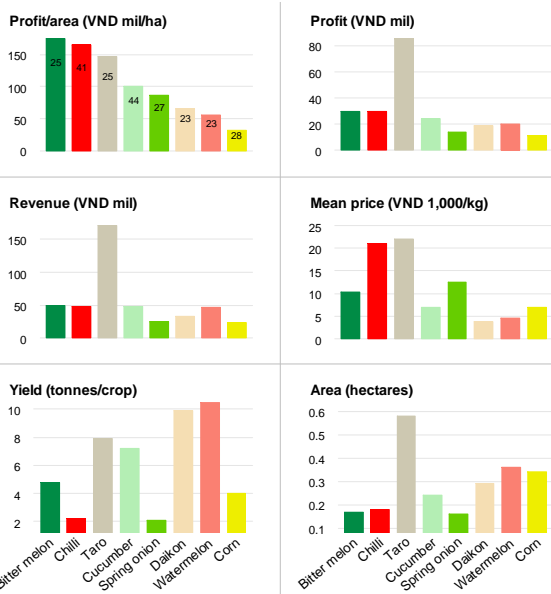 Profit/area (VND mil/ha)
150
100
50
0
25
41
25
44
27
23
23
28
Profit (VND mil)
80
60
40
20
0
Revenue (VND mil)
150
100
50
0
Mean price (VND 1,000/kg)
25
20
15
10
5
0
Yield (tonnes/crop)
10
8
6
4
2
Bitter melon
Chilli
Taro
Cucumber
Spring onion
Daikon
Watermelon
Corn
Area (hectares)
0.6
0.5
0.4
0.3
0.2
0.1
Bitter melon
Chilli
Taro
Cucumber
Spring onion
Daikon
Watermelon
Corn